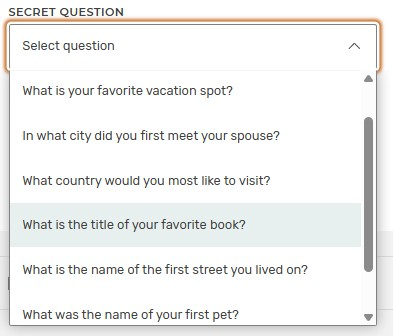 SECRET QUESTION
Select question
What is your favorite vacation spot?
In what city did you first meet your spouse?
What country would you most like to visit?
What is the title of your favorite book?
What is the name of the first street you lived on?
What was the name of your first pet?